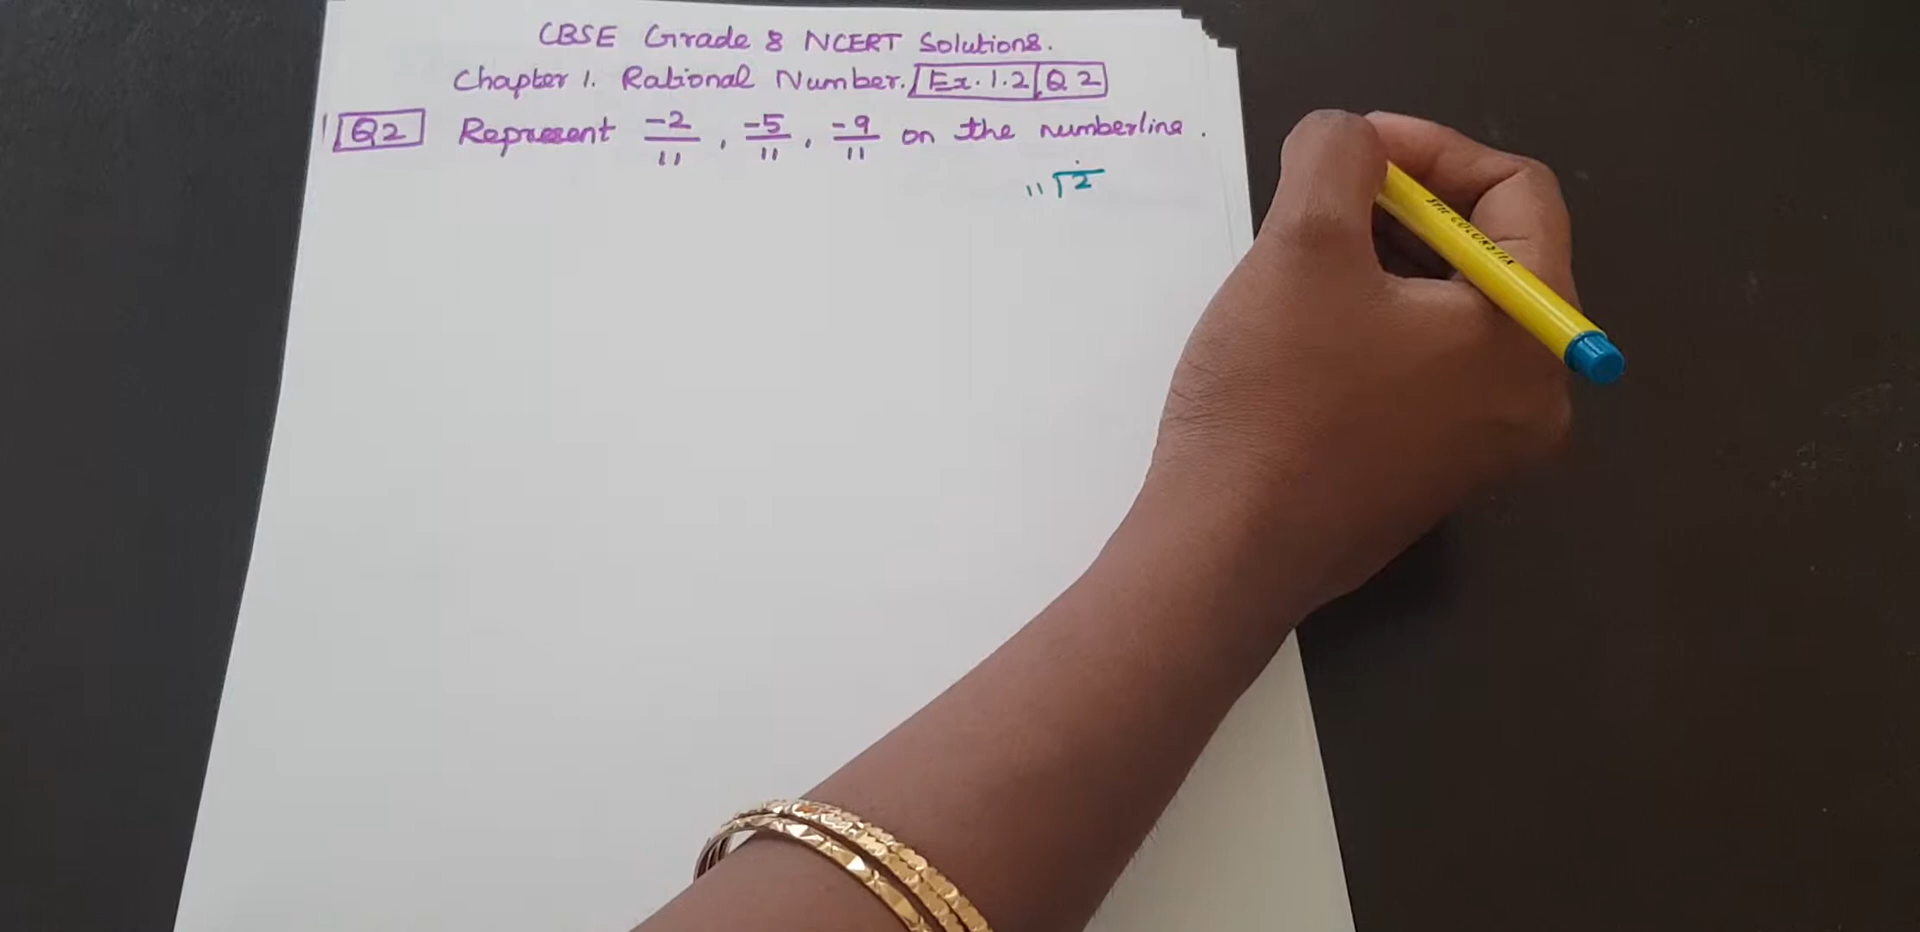 CBSE Grade 8 NCERT Solutions.
Chapter 1. Rational Number. Ex. 1.2 Q 2
Q2 Represent -2/11, -5/11, -9/11 on the numberline.
11√2